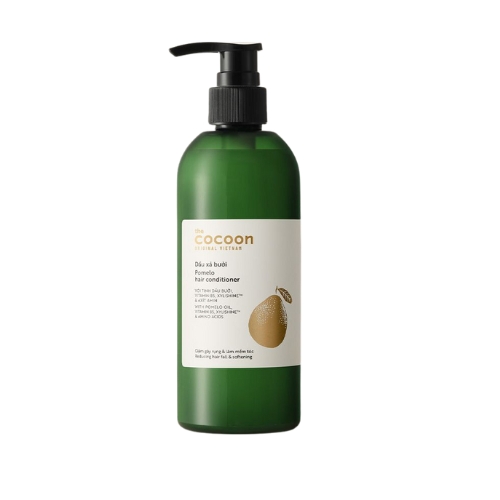 the
cocoon
ORIGINAL VIETNAM
Dầu xả bưởi
Pomelo
hair conditioner
VỚI TINH DẦU BƯỞI,
VITAMIN B5, XYLISHINE™
& AXIT AMIN
WITH POMELO OIL,
VITAMIN B5, XYLISHINE™
& AMINO ACIDS
Giảm gãy rụng & làm mềm tóc
Reducing hair fall & softening